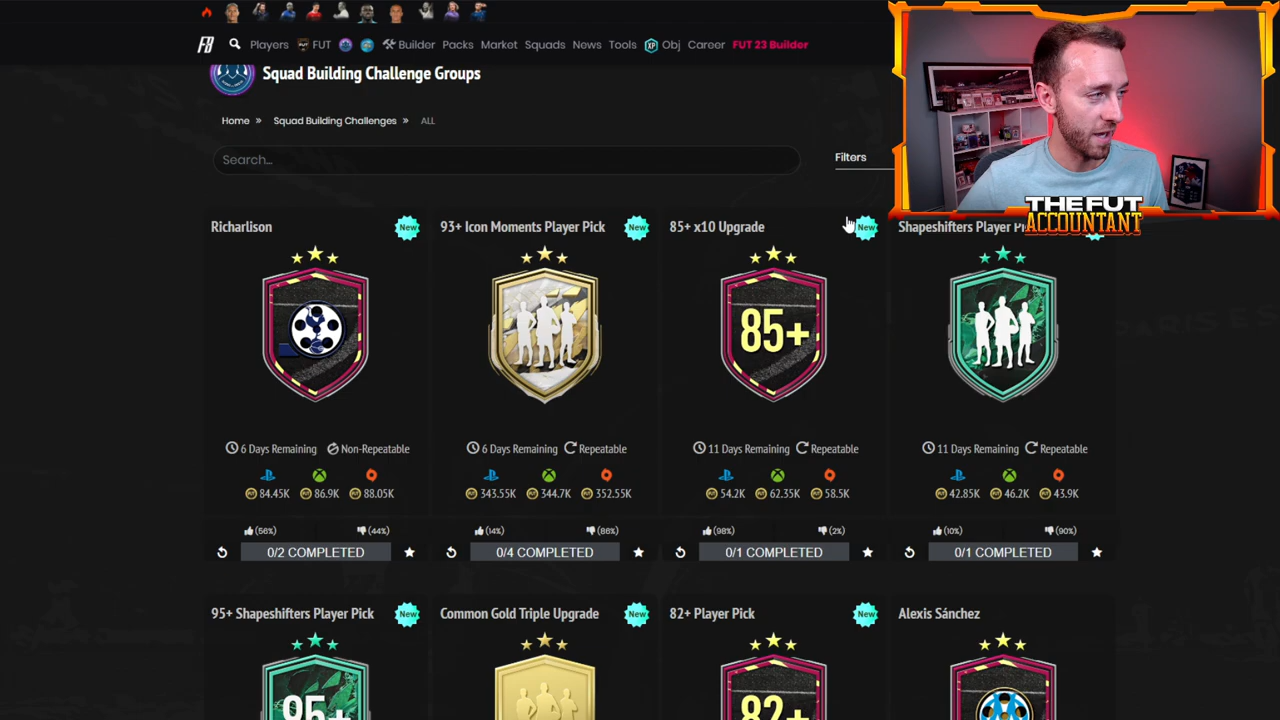 F8 Players FUT Builder Packs Market Squads News Tools XP Obj Career FUT 23 Builder
Squad Building Challenge Groups
Home » Squad Building Challenges » ALL
Search...
Filters
THE FUT
ACCOUNTANT
Richarlison New
93+ Icon Moments Player Pick New
85+ x10 Upgrade New
Shapeshifters Player
85+
6 Days Remaining Non-Repeatable
6 Days Remaining Repeatable
11 Days Remaining Repeatable
11 Days Remaining Repeatable
84.45K 86.9K 88.05K
343.55K 344.7K 352.55K
54.2K 62.35K 58.5K
42.85K 46.2K 43.9K
(56%) (44%)
(14%) (86%)
(98%) (2%)
(10%) (90%)
0/2 COMPLETED
0/4 COMPLETED
0/1 COMPLETED
0/1 COMPLETED
95+ Shapeshifters Player Pick New
Common Gold Triple Upgrade New
82+ Player Pick New
Alexis Sánchez
95+
82+